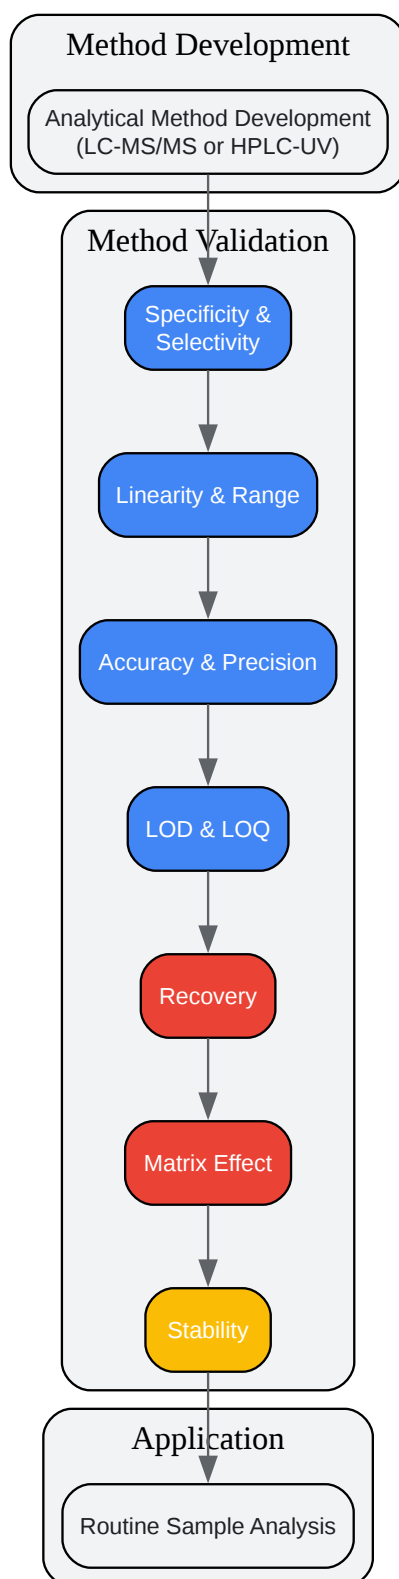 Method Development
Analytical Method Development
(LC-MS/MS or HPLC-UV)
Method Validation
Specificity &
Selectivity
Linearity & Range
Accuracy & Precision
LOD & LOQ
Recovery
Matrix Effect
Stability
Application
Routine Sample Analysis